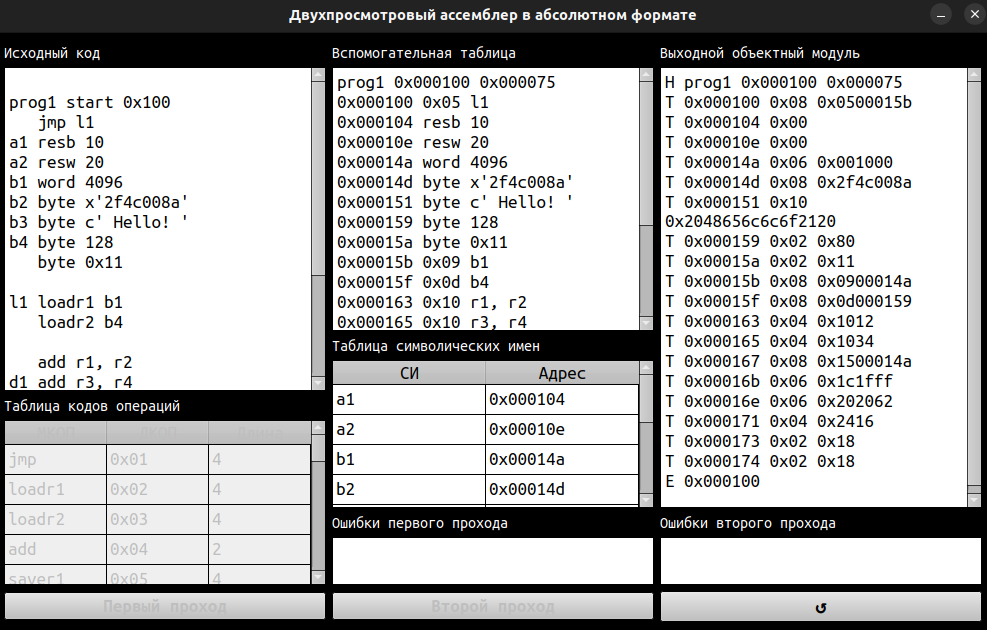 Двухпросмотровый ассемблер в абсолютном формате
Исходный код
prog1 start 0x100
jmp l1
a1 resb 10
a2 resw 20
b1 word 4096
b2 byte x'2f4c008a'
b3 byte c' Hello! '
b4 byte 128
byte 0x11
l1 loadr1 b1
loadr2 b4
add r1, r2
d1 add r3, r4
Таблица кодов операций
jmp 0x01 4
loadr1 0x02 4
loadr2 0x03 4
add 0x04 2
saver1 0x05 4
Первый проход
Вспомогательная таблица
prog1 0x000100 0x000075
0x000100 0x05 l1
0x000104 resb 10
0x00010e resw 20
0x00014a word 4096
0x00014d byte x'2f4c008a'
0x000151 byte c' Hello! '
0x000159 byte 128
0x00015a byte 0x11
0x00015b 0x09 b1
0x00015f 0x0d b4
0x000163 0x10 r1, r2
0x000165 0x10 r3, r4
Таблица символических имен
СИ Адрес
a1 0x000104
a2 0x00010e
b1 0x00014a
b2 0x00014d
Ошибки первого прохода
Второй проход
Выходной объектный модуль
H prog1 0x000100 0x000075
T 0x000100 0x08 0x0500015b
T 0x000104 0x00
T 0x00010e 0x00
T 0x00014a 0x06 0x001000
T 0x00014d 0x08 0x2f4c008a
T 0x000151 0x10
0x2048656c6c6f2120
T 0x000159 0x02 0x80
T 0x00015a 0x02 0x11
T 0x00015b 0x08 0x0900014a
T 0x00015f 0x08 0x0d000159
T 0x000163 0x04 0x1012
T 0x000165 0x04 0x1034
T 0x000167 0x08 0x1500014a
T 0x00016b 0x06 0x1c1fff
T 0x00016e 0x06 0x202062
T 0x000171 0x04 0x2416
T 0x000173 0x02 0x18
T 0x000174 0x02 0x18
E 0x000100
Ошибки второго прохода